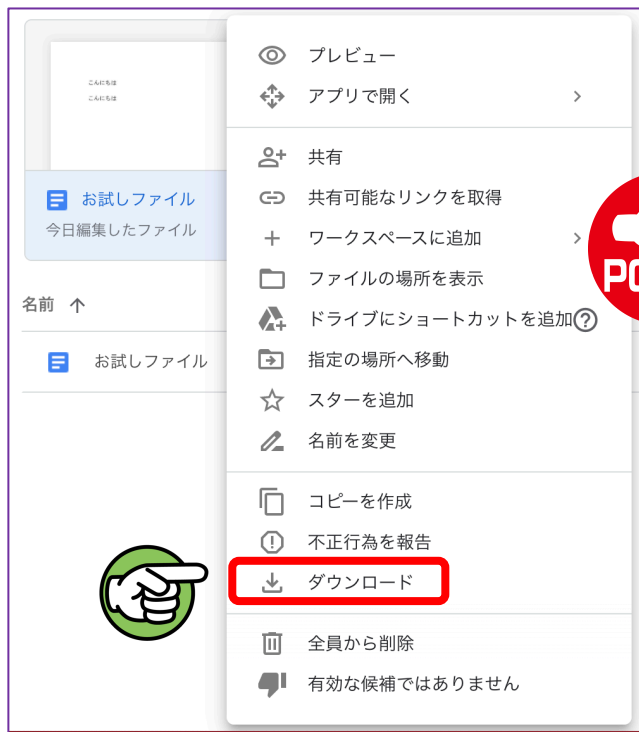 こんにちは
こんにちは
お試しファイル
今日編集したファイル
名前
お試しファイル
プレビュー
アプリで開く
共有
共有可能なリンクを取得
ワークスペースに追加
ファイルの場所を表示
ドライブにショートカットを追加
指定の場所へ移動
スターを追加
名前を変更
コピーを作成
不正行為を報告
ダウンロード
全員から削除
有効な候補ではありません